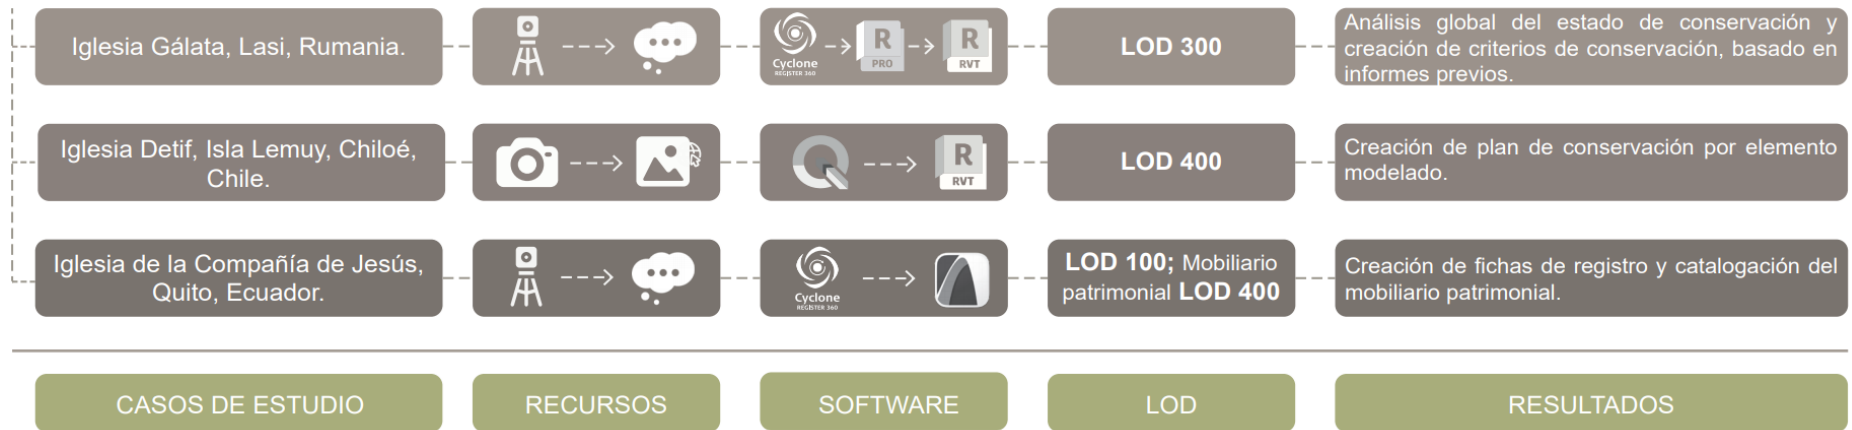 Iglesia Gálata, Lasi, Rumania.
Cyclone
REGISTER 360
R
PRO
R
RVT
LOD 300
Análisis global del estado de conservación y
creación de criterios de conservación, basado en
informes previos.
Iglesia Detif, Isla Lemuy, Chiloé,
Chile.
R
RVT
LOD 400
Creación de plan de conservación por elemento
modelado.
Iglesia de la Compañía de Jesús,
Quito, Ecuador.
Cyclone
REGISTER 360
LOD 100; Mobiliario
patrimonial LOD 400
Creación de fichas de registro y catalogación del
mobiliario patrimonial.
CASOS DE ESTUDIO
RECURSOS
SOFTWARE
LOD
RESULTADOS